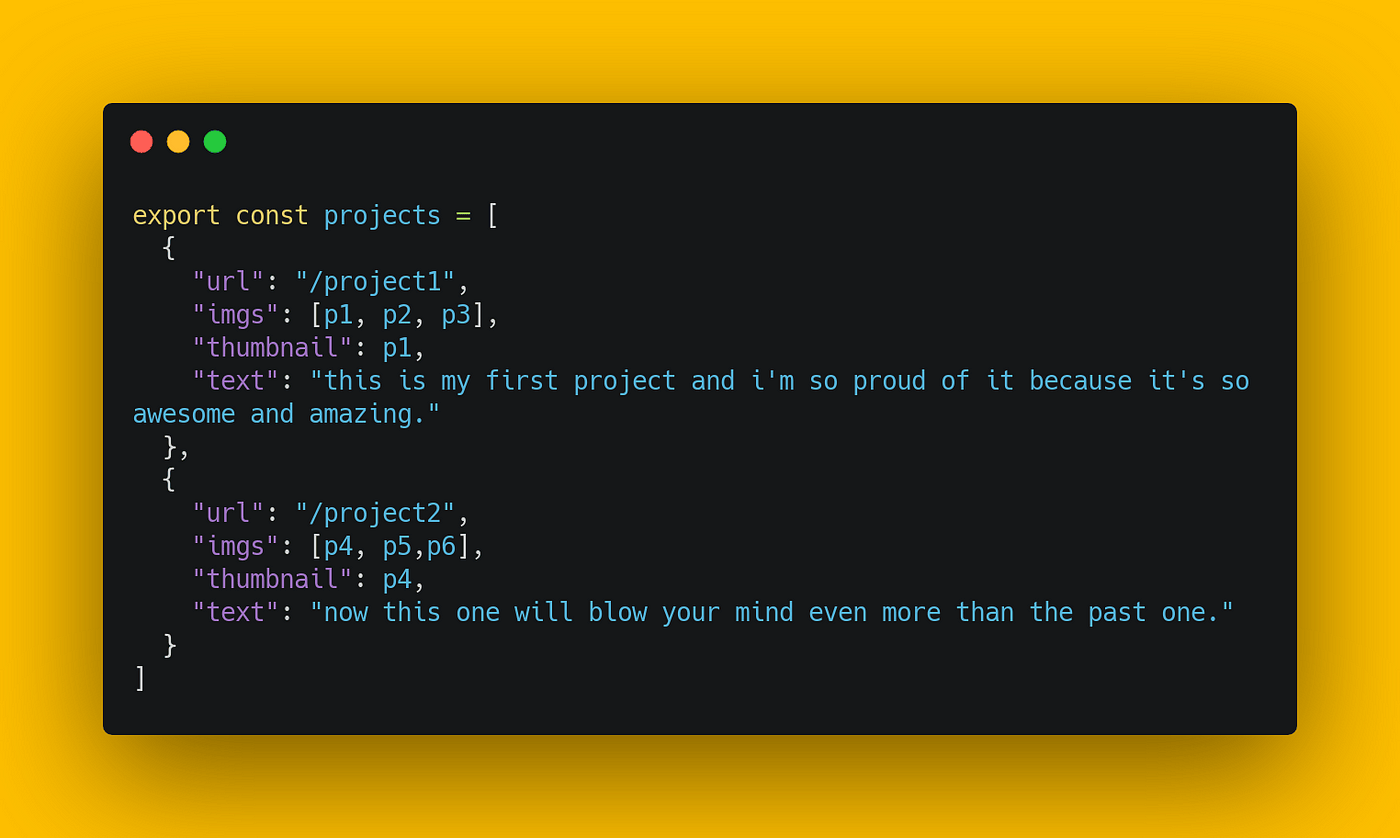 export const projects = [
  {
    "url": "/project1",
    "imgs": [p1, p2, p3],
    "thumbnail": p1,
    "text": "this is my first project and i'm so proud of it because it's so
awesome and amazing."
  },
  {
    "url": "/project2",
    "imgs": [p4, p5,p6],
    "thumbnail": p4,
    "text": "now this one will blow your mind even more than the past one."
  }
]